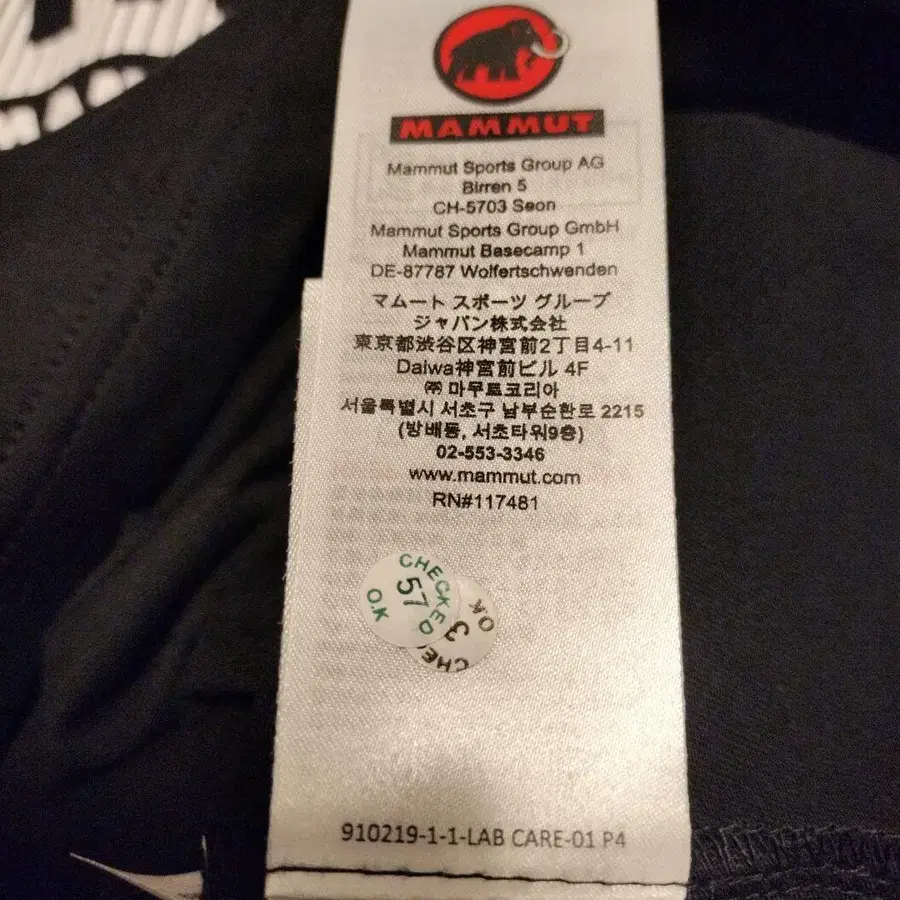 MAMMUT
Mammut Sports Group AG
Birren 5
CH-5703 Seon
Mammut Sports Group GmbH
Mammut Basecamp 1
DE-87787 Wolfertschwenden
マムート スポーツ グループ
ジャパン株式会社
東京都渋谷区神宮前2丁目4-11
Daiwa神宮前ビル 4F
㈜ 마무트코리아
서울특별시 서초구 남부순환로 2215
(방배동, 서초타워9층)
02-553-3346
www.mammut.com
RN#117481
CHECKED
57
O.K
OK
3
910219-1-1-LAB CARE-01 P4